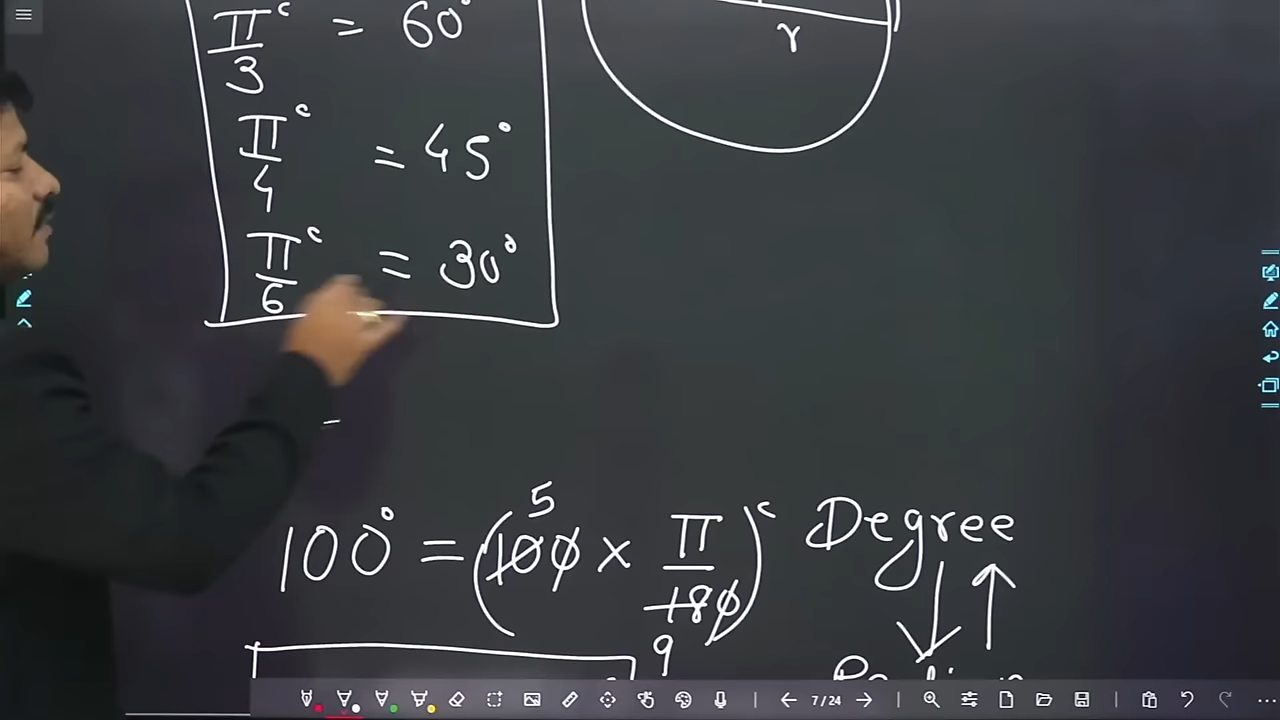 π/3 ᶜ = 60°
r
π/4 ᶜ = 45°
π/6 ᶜ = 30°
-
100° = (100 × π/180)ᶜ
5
9
Degree
↓↑
7/24